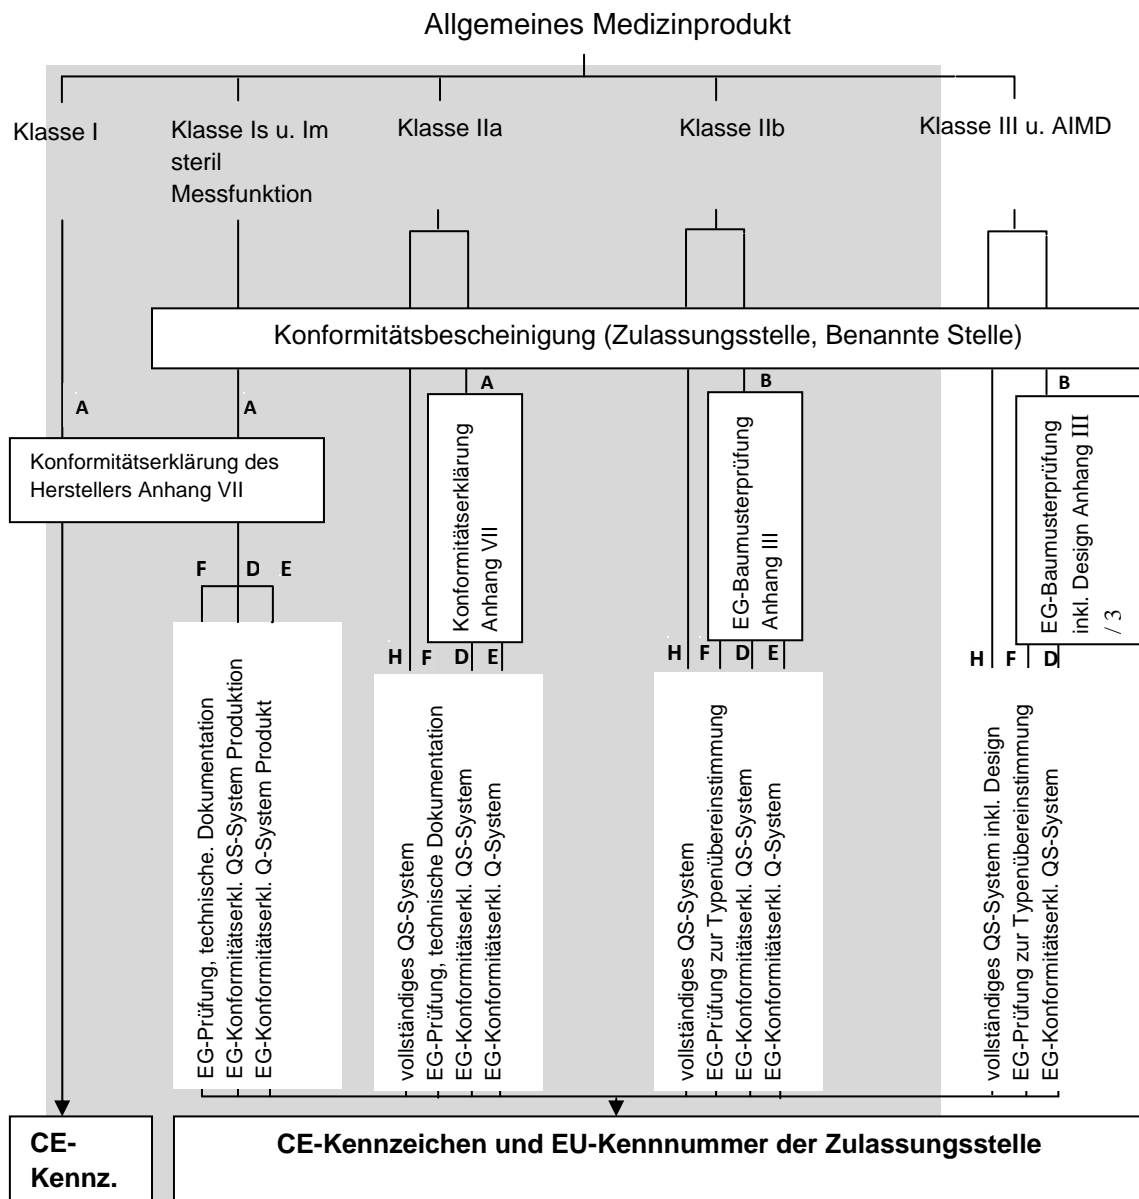 Allgemeines Medizinprodukt
Klasse I
Klasse Is u. Im
steril
Messfunktion
Klasse IIa
Klasse IIb
Klasse III u. AIMD
Konformitätsbescheinigung (Zulassungsstelle, Benannte Stelle)
A
A
A
B
B
Konformitätserklärung des
Herstellers Anhang VII
Konformitätserklärung
Anhang VII
EG-Baumusterprüfung
Anhang III
EG-Baumusterprüfung
inkl. Design Anhang III
/ 3
F D E
H F D E
H F D E
H F D
EG-Prüfung, technische. Dokumentation
EG-Konformitätserkl. QS-System Produktion
EG-Konformitätserkl. Q-System Produkt
vollständiges QS-System
EG-Prüfung, technische Dokumentation
EG-Konformitätserkl. QS-System
EG-Konformitätserkl. Q-System
vollständiges QS-System
EG-Prüfung zur Typenübereinstimmung
EG-Konformitätserkl. QS-System
EG-Konformitätserkl. Q-System
vollständiges QS-System inkl. Design
EG-Prüfung zur Typenübereinstimmung
EG-Konformitätserkl. QS-System
CE-
Kennz.
CE-Kennzeichen und EU-Kennnummer der Zulassungsstelle